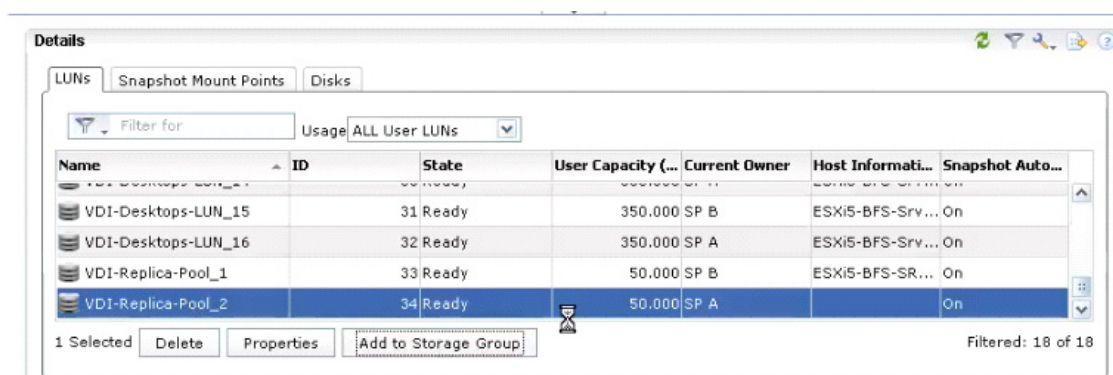 Details
LUNs Snapshot Mount Points Disks
Filter for Usage ALL User LUNs
Name ID State User Capacity (... Current Owner Host Informati... Snapshot Auto...
VDI-Desktops-LUN_15 31 Ready 350.000 SP B ESXi5-BFS-Srv... On
VDI-Desktops-LUN_16 32 Ready 350.000 SP A ESXi5-BFS-Srv... On
VDI-Replica-Pool_1 33 Ready 50.000 SP B ESXi5-BFS-SR... On
VDI-Replica-Pool_2 34 Ready 50.000 SP A On
1 Selected Delete Properties Add to Storage Group Filtered: 18 of 18